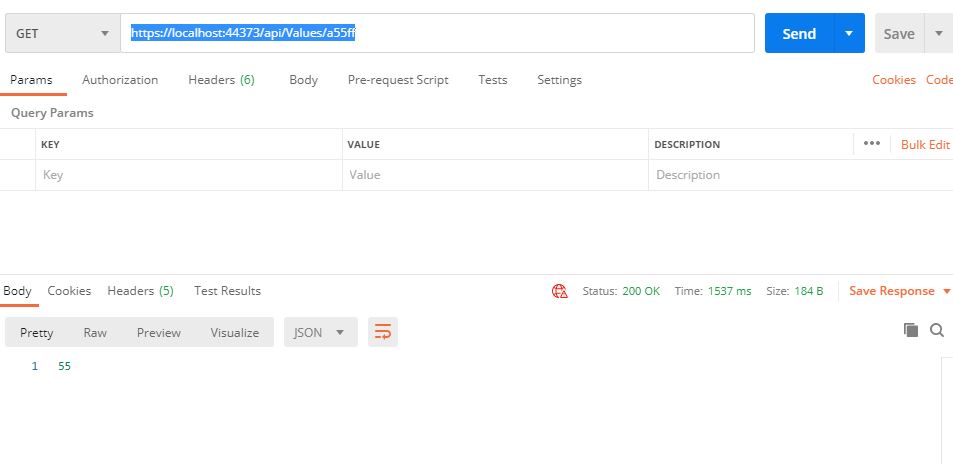 GET https://localhost:44373/api/Values/a55ff Send Save
Params Authorization Headers (6) Body Pre-request Script Tests Settings Cookies Code
Query Params
KEY VALUE DESCRIPTION ••• Bulk Edit
Key Value Description
Body Cookies Headers (5) Test Results Status: 200 OK Time: 1537 ms Size: 184 B Save Response
Pretty Raw Preview Visualize JSON
1 55